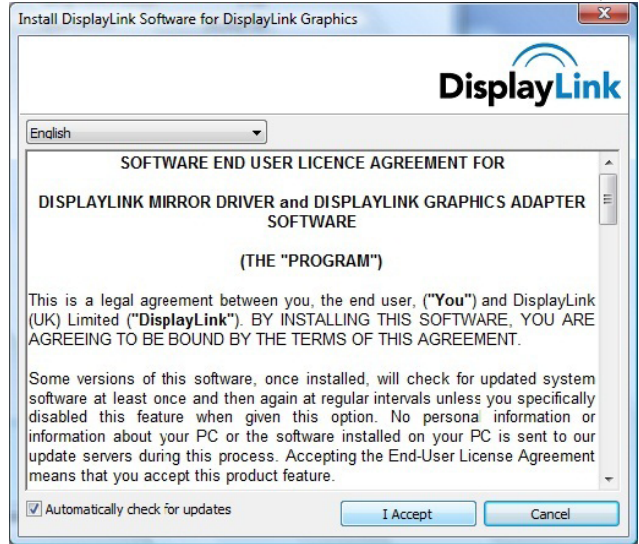 Install DisplayLink Software for DisplayLink Graphics
DisplayLink
English
SOFTWARE END USER LICENCE AGREEMENT FOR
DISPLAYLINK MIRROR DRIVER and DISPLAYLINK GRAPHICS ADAPTER
SOFTWARE
(THE "PROGRAM")
This is a legal agreement between you, the end user, ("You") and DisplayLink
(UK) Limited ("DisplayLink"). BY INSTALLING THIS SOFTWARE, YOU ARE
AGREEING TO BE BOUND BY THE TERMS OF THIS AGREEMENT.
Some versions of this software, once installed, will check for updated system
software at least once and then again at regular intervals unless you specifically
disabled this feature when given this option. No personal information or
information about your PC or the software installed on your PC is sent to our
update servers during this process. Accepting the End-User License Agreement
means that you accept this product feature.
Automatically check for updates
I Accept
Cancel